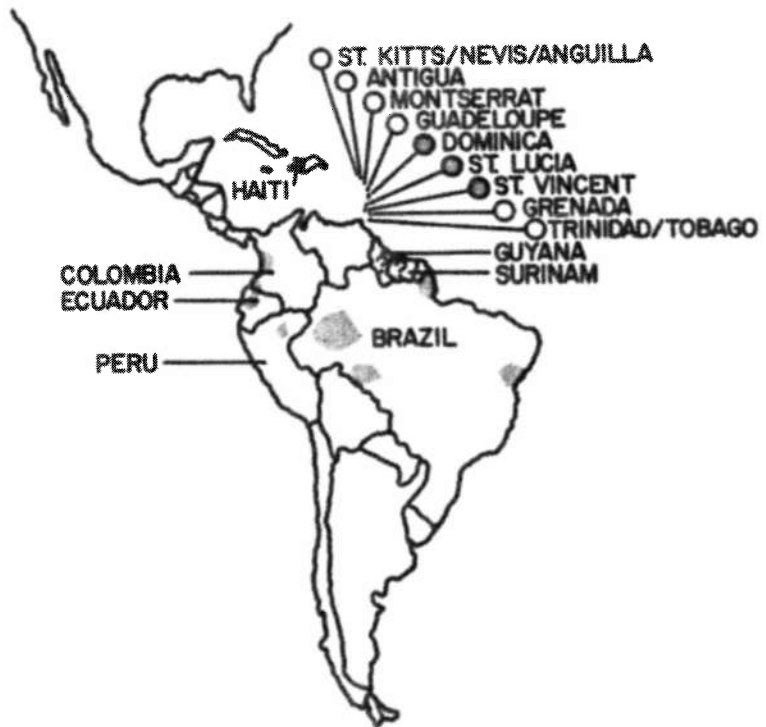 ST. KITTS/NEVIS/ANGUILLA
ANTIGUA
MONTSERRAT
GUADELOUPE
DOMINICA
ST. LUCIA
ST. VINCENT
HAITI
GRENADA
TRINIDAD/TOBAGO
GUYANA
COLOMBIA
SURINAM
ECUADOR
BRAZIL
PERU